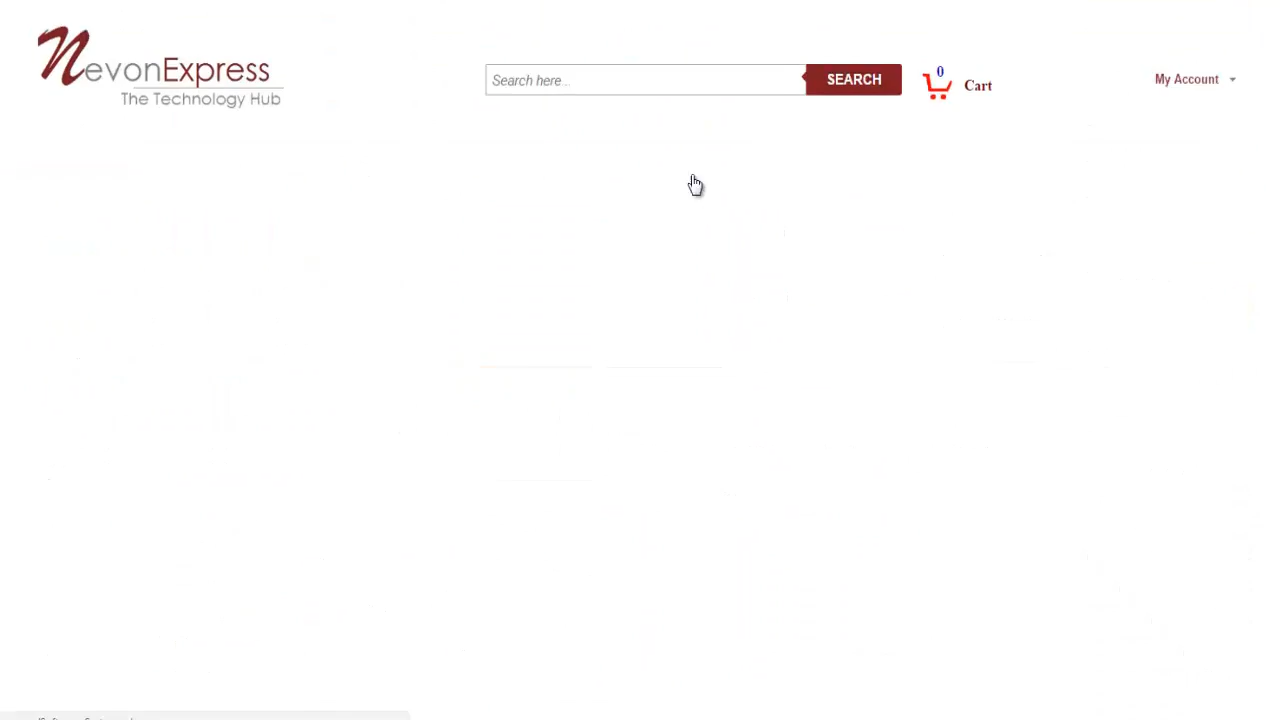 NevonExpress
The Technology Hub
Search here...
SEARCH
0
Cart
My Account